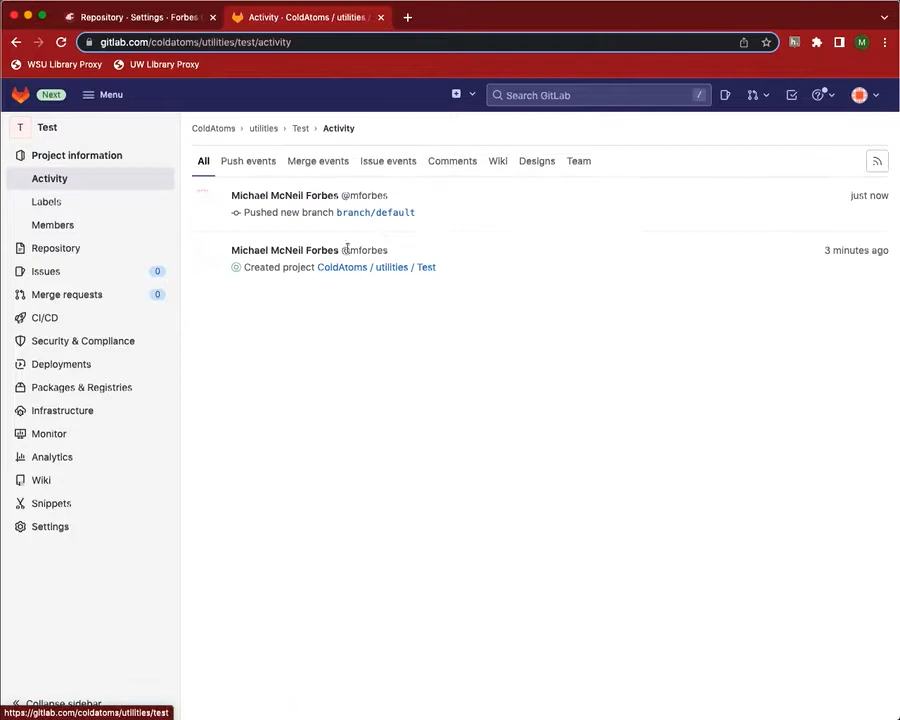 Repository · Settings · Forbes
Activity · ColdAtoms / utilities /
gitlab.com/coldatoms/utilities/test/activity
M
WSU Library Proxy
UW Library Proxy
Next
Menu
Search GitLab
/
T
Test
ColdAtoms › utilities › Test › Activity
Project information
Activity
Labels
Members
Repository
Issues
0
Merge requests
0
CI/CD
Security & Compliance
Deployments
Packages & Registries
Infrastructure
Monitor
Analytics
Wiki
Snippets
Settings
Collapse sidebar
All
Push events
Merge events
Issue events
Comments
Wiki
Designs
Team
Michael McNeil Forbes @mforbes
just now
Pushed new branch branch/default
Michael McNeil Forbes @mforbes
3 minutes ago
Created project ColdAtoms / utilities / Test
https://gitlab.com/coldatoms/utilities/test